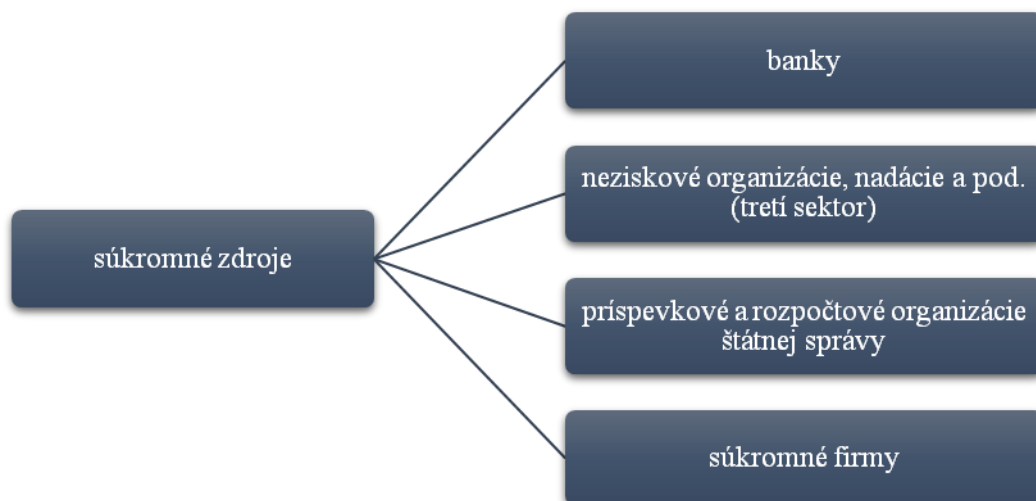 súkromné zdroje
banky
neziskové organizácie, nadácie a pod.
(tretí sektor)
príspevkové a rozpočtové organizácie
štátnej správy
súkromné firmy